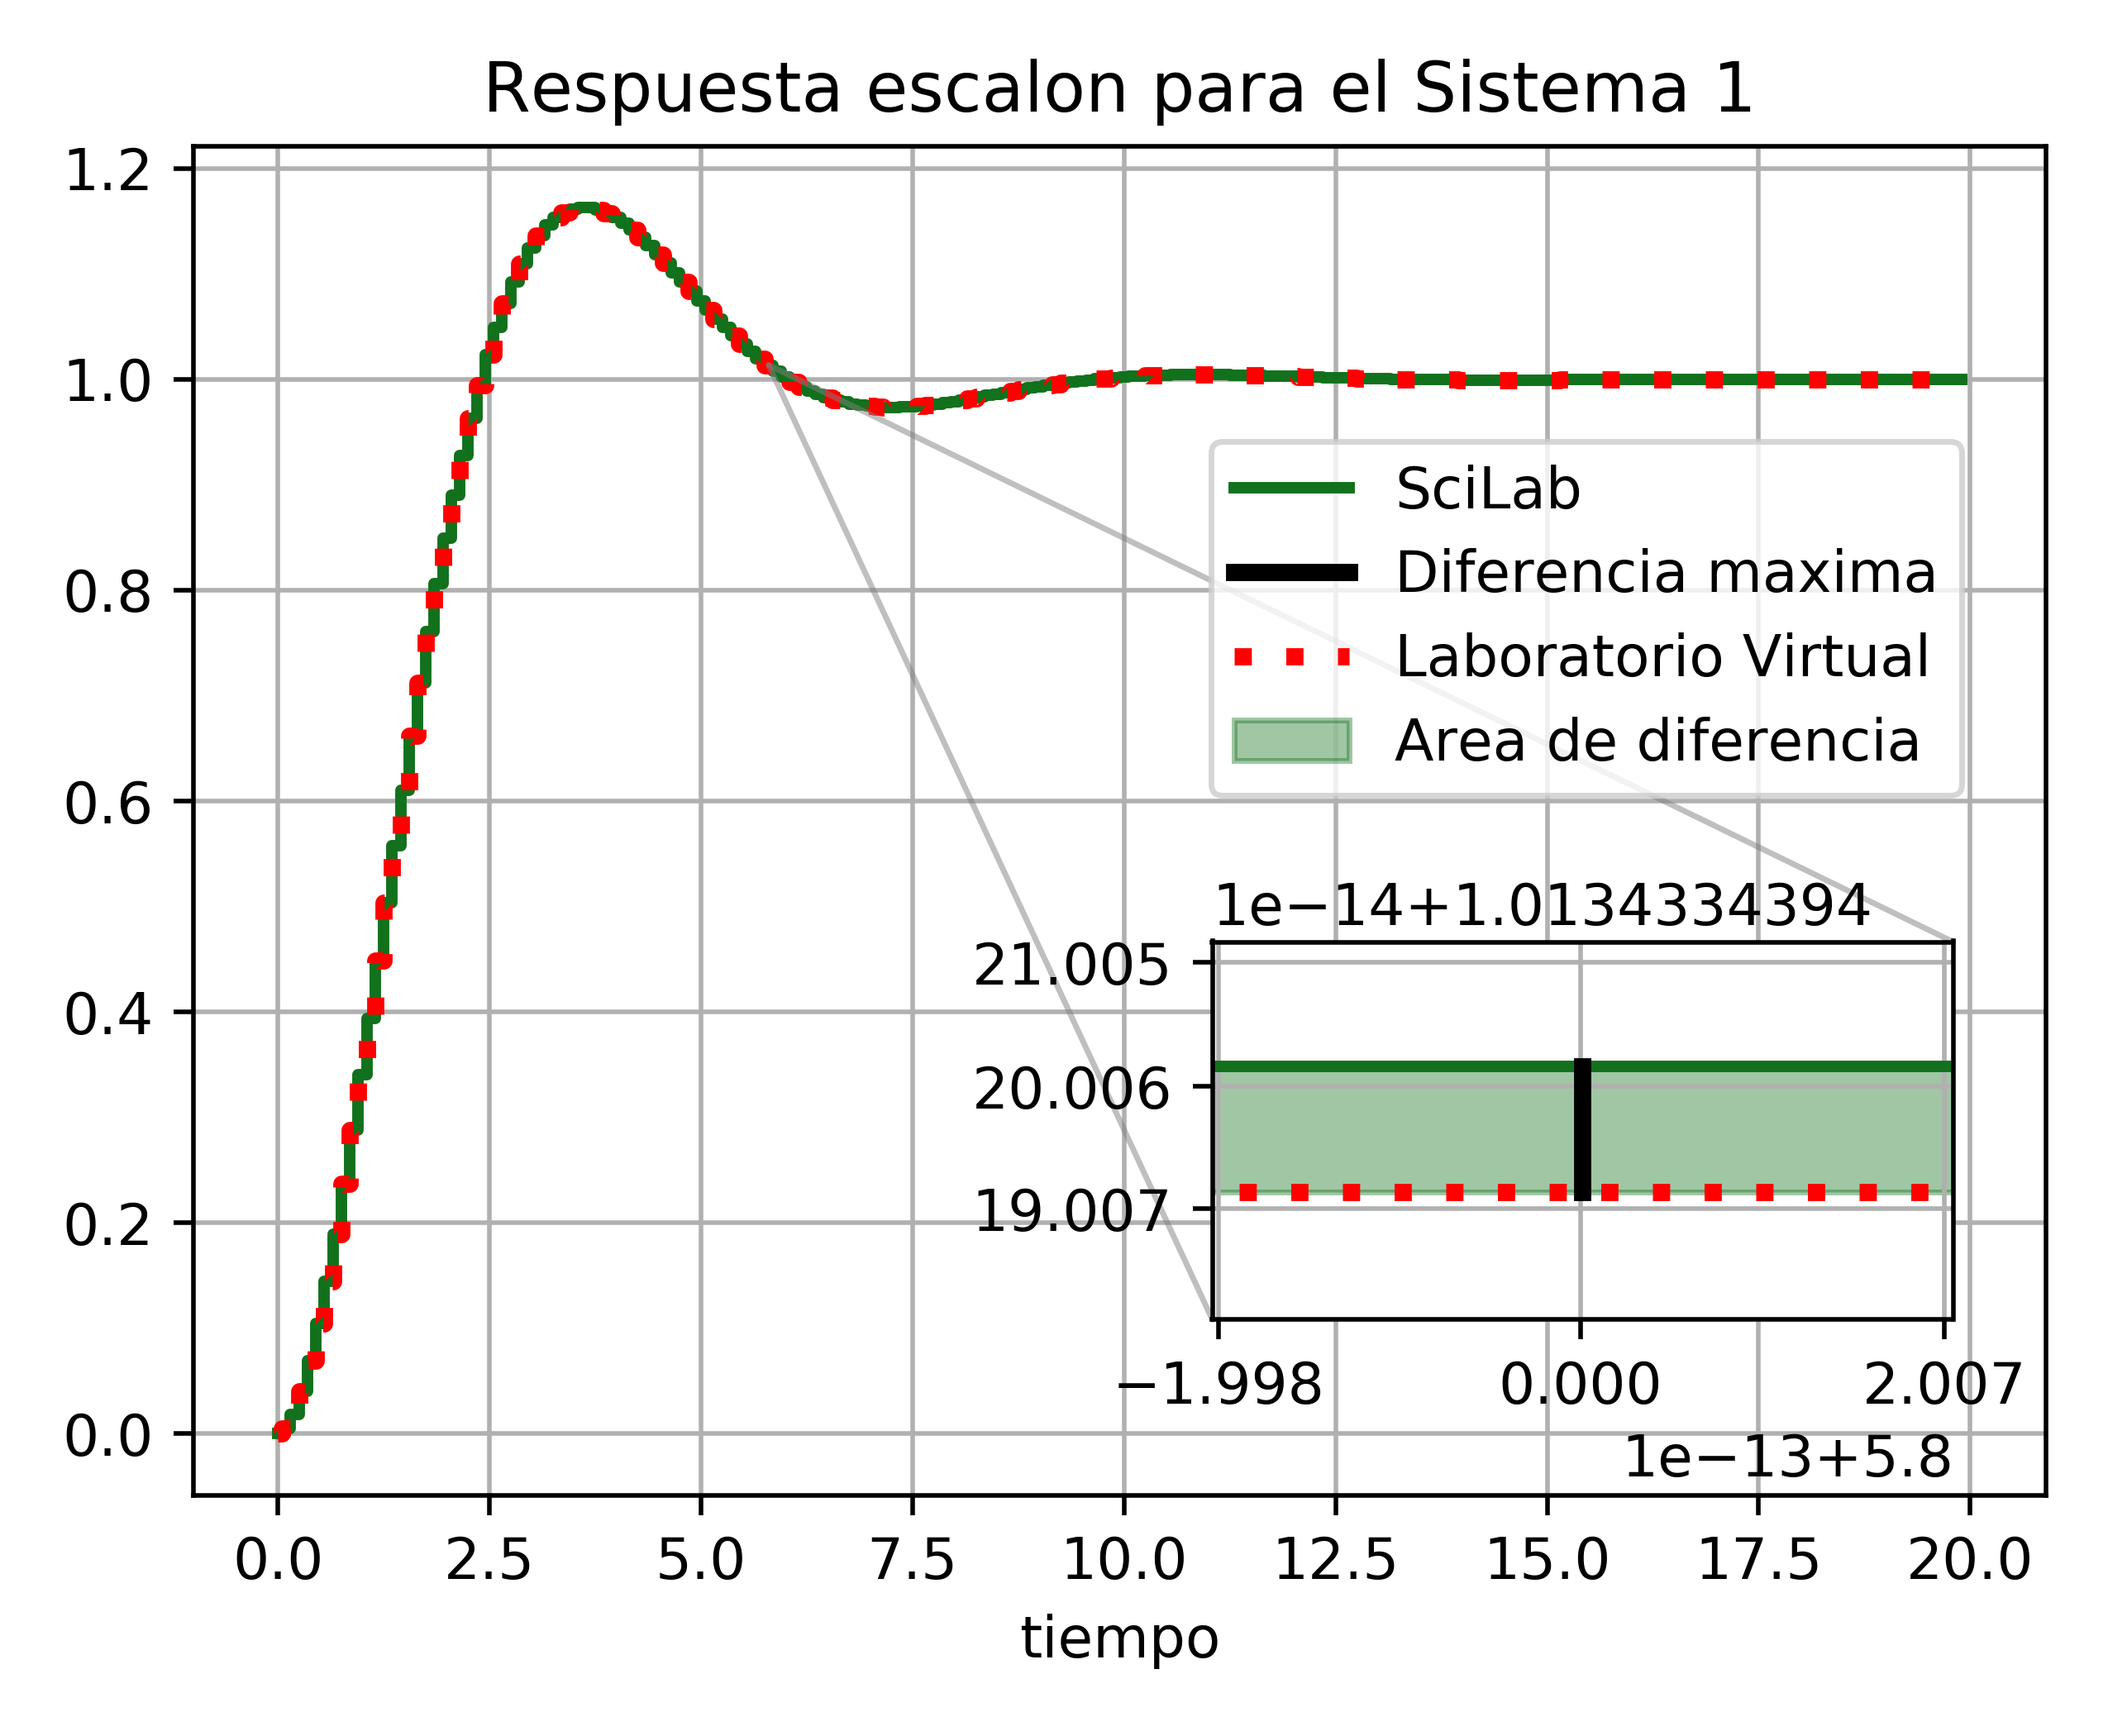 Respuesta escalon para el Sistema 1
1.2
1.0
0.8
0.6
0.4
0.2
0.0
SciLab
Diferencia maxima
Laboratorio Virtual
Area de diferencia
1e−14+1.0134334394
21.005
20.006
19.007
−1.998 0.000 2.007
1e−13+5.8
0.0 2.5 5.0 7.5 10.0 12.5 15.0 17.5 20.0
tiempo